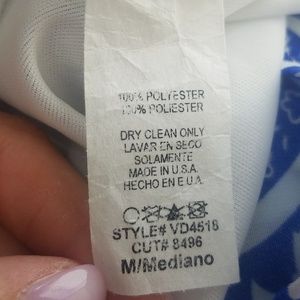 100% POLYESTER
100% POLIESTER
DRY CLEAN ONLY
LAVAR EN SECO
SOLAMENTE
MADE IN U.S.A.
HECHO EN E.U.A.
STYLE# VD4518
CUT# 8496
M/Mediano